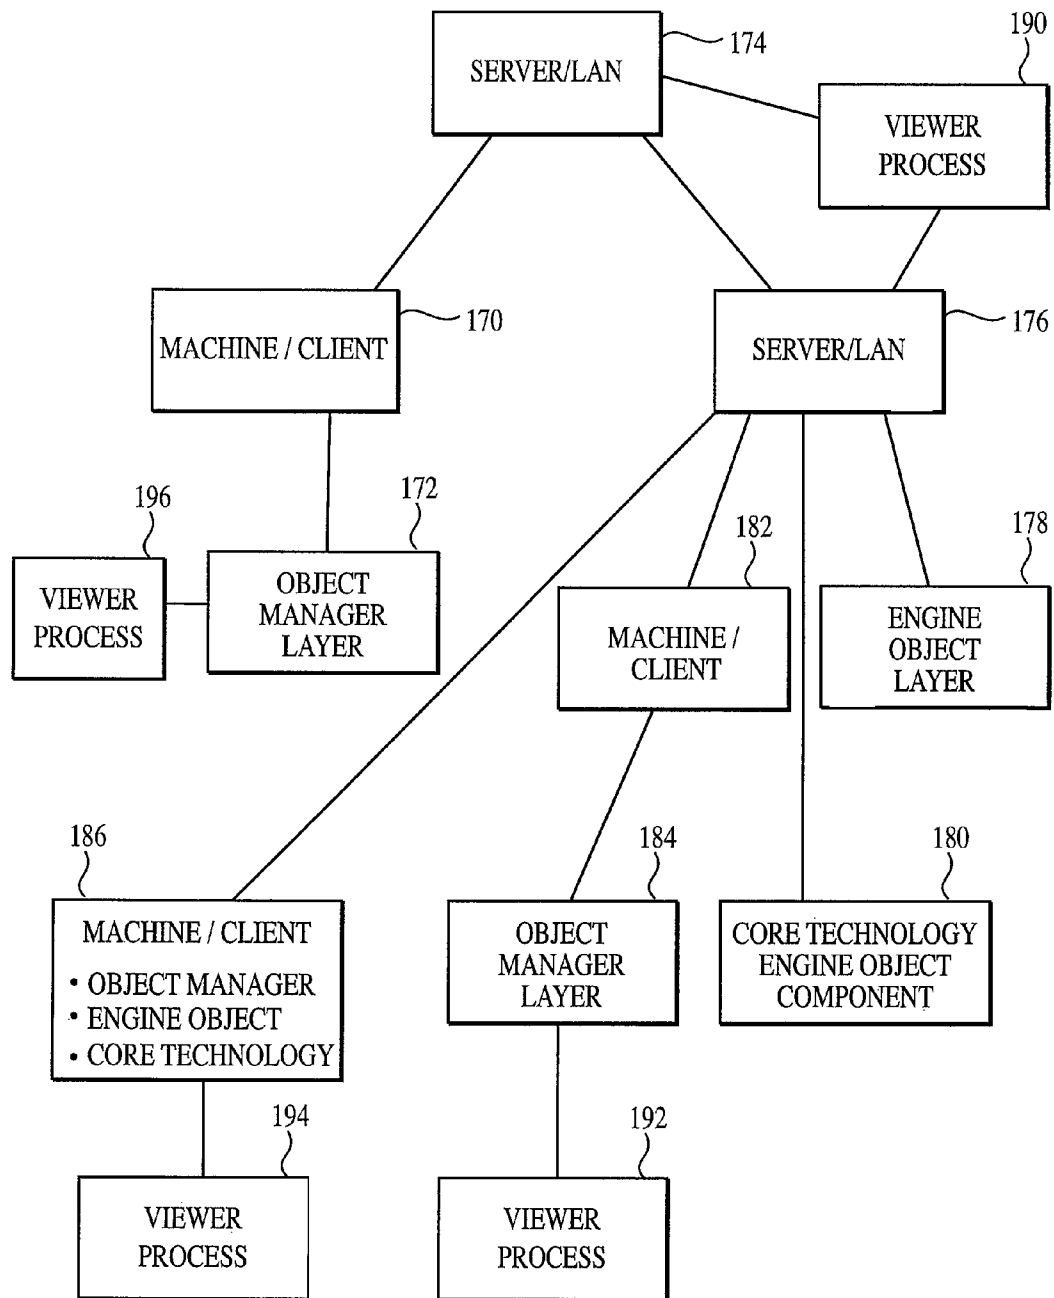 SERVER/LAN
174
190
VIEWER
PROCESS
MACHINE / CLIENT
170
SERVER/LAN
176
196
VIEWER
PROCESS
172
OBJECT
MANAGER
LAYER
182
MACHINE /
CLIENT
178
ENGINE
OBJECT
LAYER
186
MACHINE / CLIENT
• OBJECT MANAGER
• ENGINE OBJECT
• CORE TECHNOLOGY
184
OBJECT
MANAGER
LAYER
180
CORE TECHNOLOGY
ENGINE OBJECT
COMPONENT
194
VIEWER
PROCESS
192
VIEWER
PROCESS